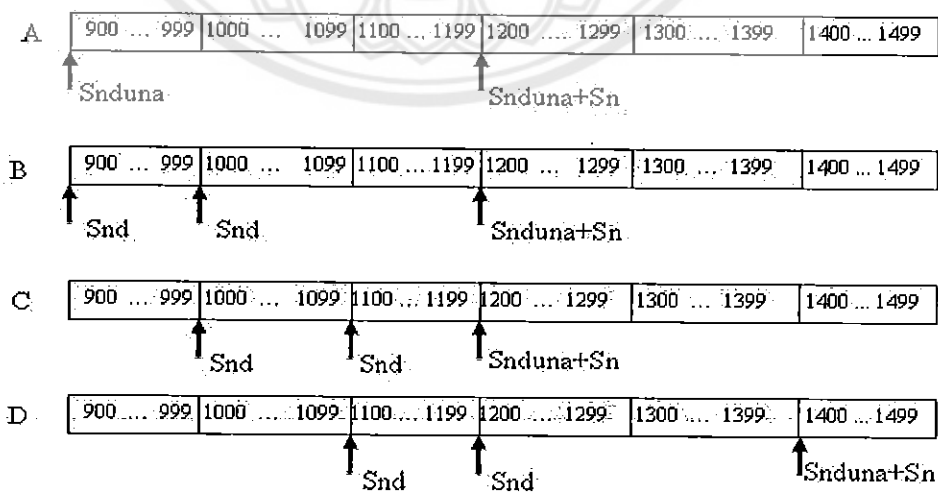 A 900 ... 999 1000 ... 1099 1100 ... 1199 1200 .... 1299 1300 .... 1399 1400 ... 1499
Snduna Snduna+Sn
B 900 ... 999 1000 ... 1099 1100 ... 1199 1200 ... 1299 1300 ... 1399 1400 ... 1499
Snd Snd Snduna+Sn
C 900 ... 999 1000 ... 1099 1100 ... 1199 1200 ... 1299 1300 ... 1399 1400 ... 1499
Snd Snd Snduna+Sn
D 900 ... 999 1000 ... 1099 1100 ... 1199 1200 ... 1299 1300 ... 1399 1400 ... 1499
Snd Snd Snduna+Sn